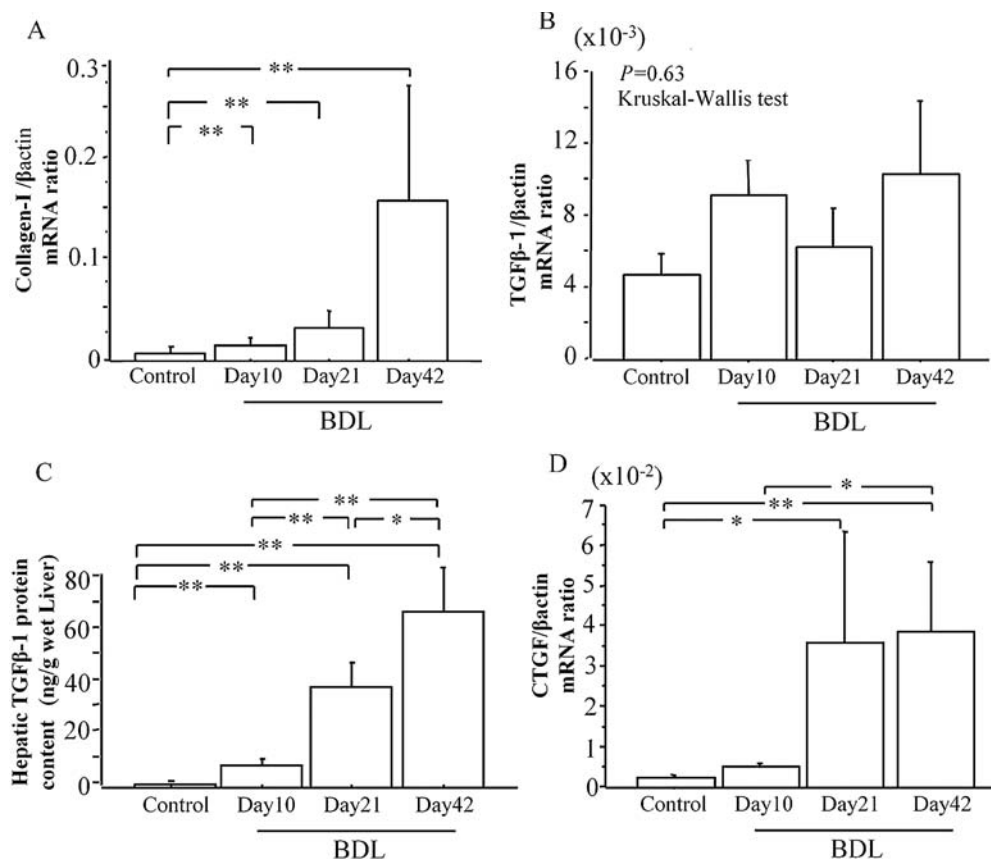 A
0.3
0.2
0.1
0
Collagen-I/βactin
mRNA ratio
**
**
**
Control Day10 Day21 Day42
BDL
B
(x10⁻³)
P=0.63
Kruskal-Wallis test
16
12
8
4
0
TGFβ-1/βactin
mRNA ratio
Control Day10 Day21 Day42
BDL
C
80
60
40
20
0
Hepatic TGFβ-1 protein
content (ng/g wet Liver)
**
** *
**
**
**
Control Day10 Day21 Day42
BDL
D
(x10⁻²)
7
6
5
4
3
2
1
0
CTGF/βactin
mRNA ratio
*
**
*
Control Day10 Day21 Day42
BDL